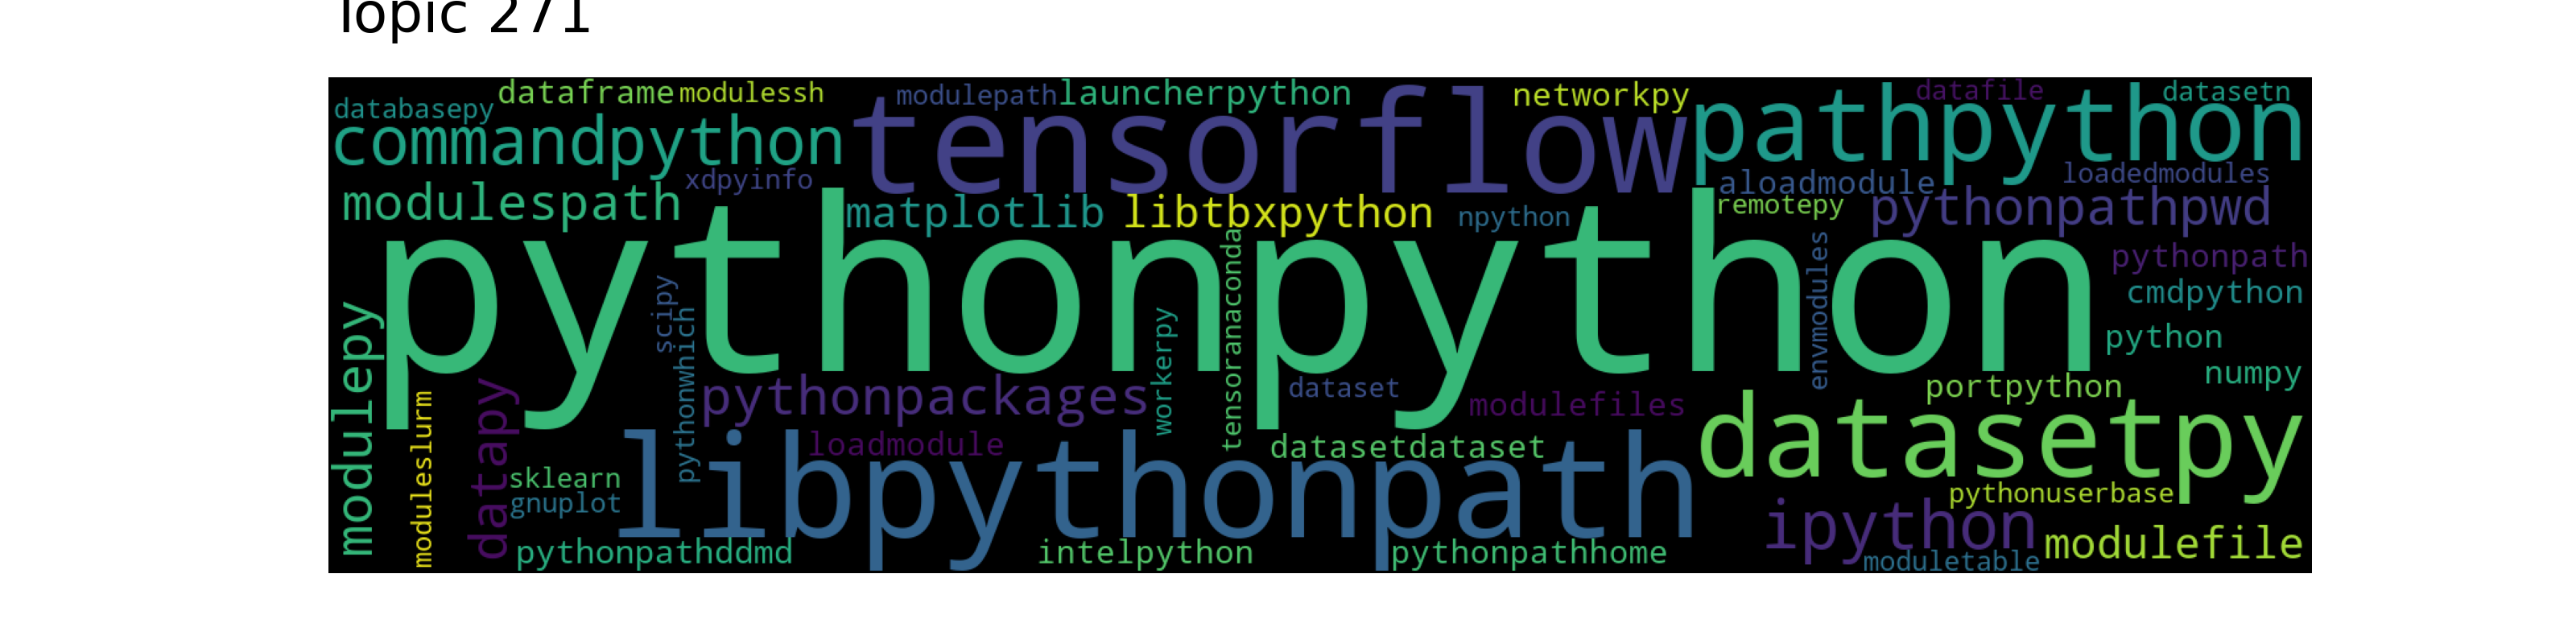 Topic 271
databasepy
dataframe
modulessh
modulepath
launcherpython
networkpy
datafile
datasetn
commandpython
tensorflow
pathpython
xdpyinfo
aloadmodule
loadedmodules
modulespath
matplotlib
libtbxpython
npython
remotepy
pythonpathpwd
pythonpython
pythonpath
cmdpython
python
numpy
scipy
pythonwhich
workerpy
tensoranaconda
envmodules
modulepy
moduleslurm
datapy
pythonpackages
dataset
modulefiles
portpython
loadmodule
datasetdataset
datasetpy
sklearn
gnuplot
libpythonpath
pythonuserbase
ipython
modulefile
moduletable
pythonpathddmd
intelpython
pythonpathhome